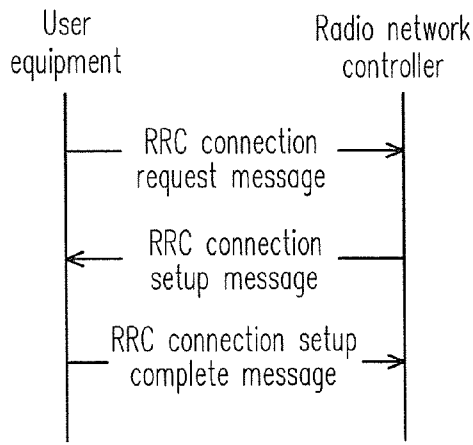 User
equipment
Radio network
controller
RRC connection
request message
RRC connection
setup message
RRC connection setup
complete message